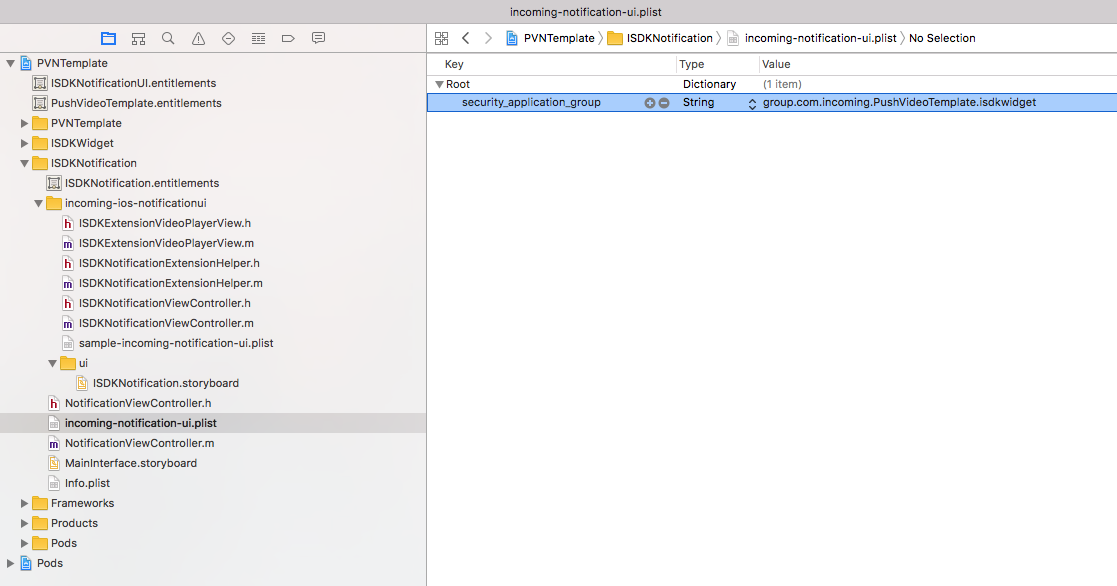 incoming-notification-ui.plist
PVNTemplate
ISDKNotificationUI.entitlements
PushVideoTemplate.entitlements
PVNTemplate
ISDKWidget
ISDKNotification
ISDKNotification.entitlements
incoming-ios-notificationui
h ISDKExtensionVideoPlayerView.h
m ISDKExtensionVideoPlayerView.m
h ISDKNotificationExtensionHelper.h
m ISDKNotificationExtensionHelper.m
h ISDKNotificationViewController.h
m ISDKNotificationViewController.m
sample-incoming-notification-ui.plist
ui
ISDKNotification.storyboard
h NotificationViewController.h
incoming-notification-ui.plist
m NotificationViewController.m
MainInterface.storyboard
Info.plist
Frameworks
Products
Pods
Pods
PVNTemplate ISDKNotification incoming-notification-ui.plist No Selection
Key Type Value
Root Dictionary (1 item)
security_application_group String group.com.incoming.PushVideoTemplate.isdkwidget